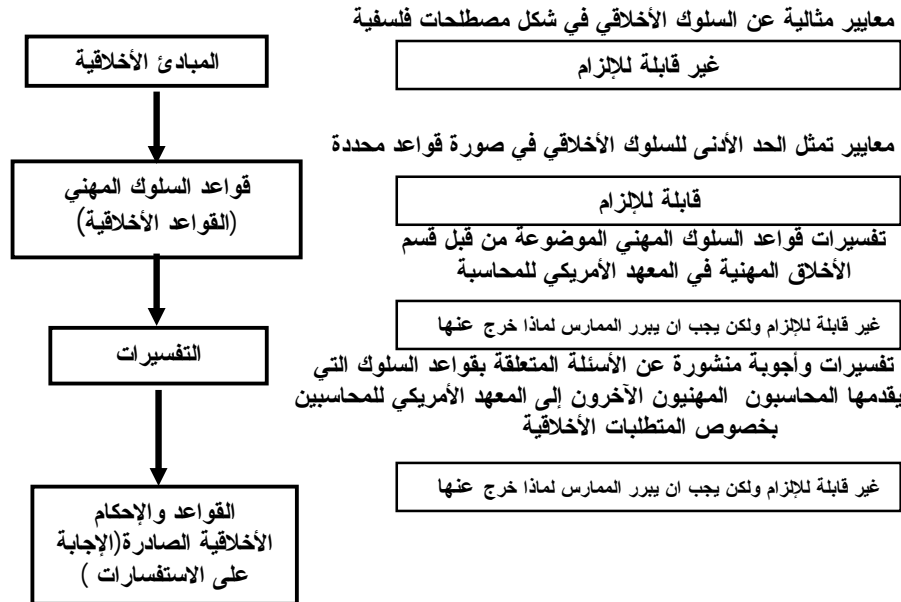 معايير مثالية عن السلوك الأخلاقي في شكل مصطلحات فلسفية
المبادئ الأخلاقية
غير قابلة للإلزام
معايير تمثل الحد الأدنى للسلوك الأخلاقي في صورة قواعد محددة
قواعد السلوك المهني
(القواعد الأخلاقية)
قابلة للإلزام
تفسيرات قواعد السلوك المهني الموضوعة من قبل قسم
الأخلاق المهنية في المعهد الأمريكي للمحاسبة
التفسيرات
غير قابلة للإلزام ولكن يجب ان يبرر الممارس لماذا خرج عنها
تفسيرات وأجوبة منشورة عن الأسئلة المتعلقة بقواعد السلوك التي
يقدمها المحاسبون المهنيون الآخرون إلى المعهد الأمريكي للمحاسبين
بخصوص المتطلبات الأخلاقية
القواعد والإحكام
الأخلاقية الصادرة(الإجابة
على الاستفسارات )
غير قابلة للإلزام ولكن يجب ان يبرر الممارس لماذا خرج عنها